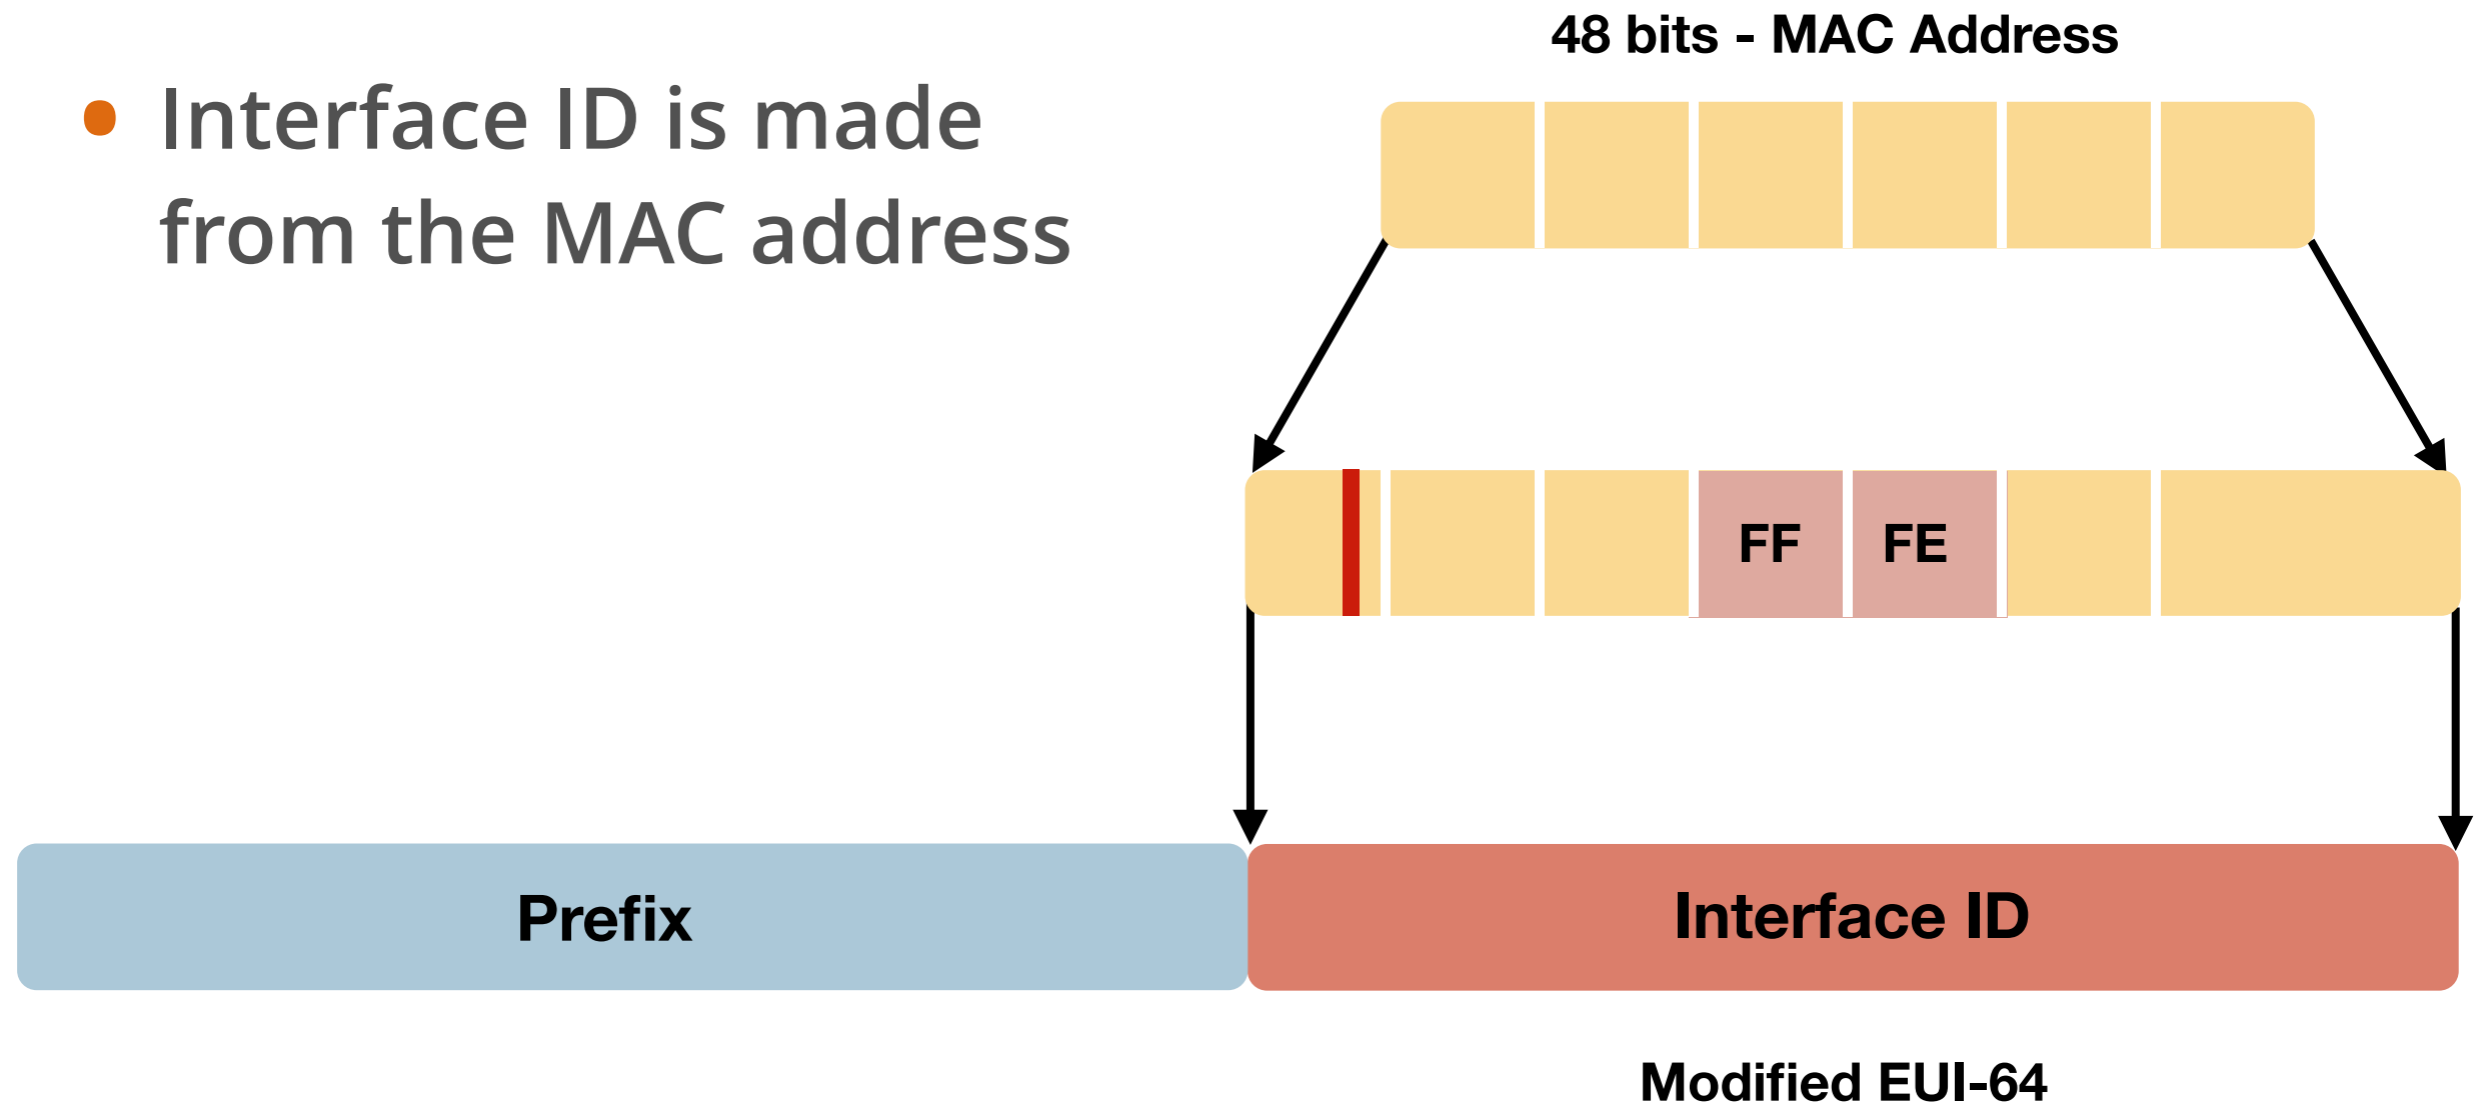 48 bits - MAC Address
• Interface ID is made
from the MAC address
FF FE
Prefix
Interface ID
Modified EUI-64